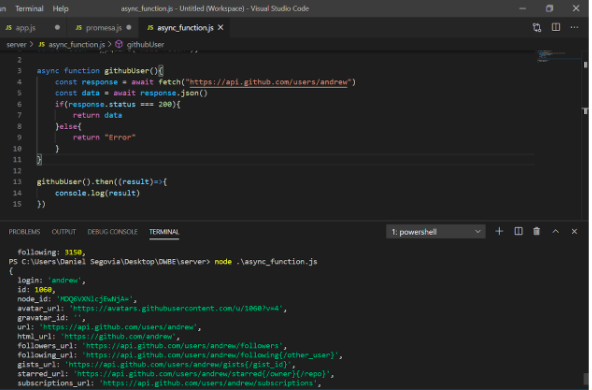 Terminal Help
async_function.js - Untitled (Workspace) - Visual Studio Code
JS app.js
JS promesa.js
JS async_function.js ×
server > JS async_function.js > githubUser
2
3 async function githubUser(){
4 const response = await fetch("https://api.github.com/users/andrew")
5 const data = await response.json()
6 if(response.status === 200){
7 return data
8 }else{
9 return "Error"
10 }
11 }
12
13 githubUser().then((result)=>{
14 console.log(result)
15 })
PROBLEMS OUTPUT DEBUG CONSOLE TERMINAL
1: powershell
following: 3150,
PS C:\Users\Daniel Segovia\Desktop\DWBE\server> node .\async_function.js
{
login: 'andrew',
id: 1060,
node_id: 'MDQ6VXNlcjEwNjA=',
avatar_url: 'https://avatars.githubusercontent.com/u/1060?v=4',
gravatar_id: '',
url: 'https://api.github.com/users/andrew',
html_url: 'https://github.com/andrew',
followers_url: 'https://api.github.com/users/andrew/followers',
following_url: 'https://api.github.com/users/andrew/following{/other_user}',
gists_url: 'https://api.github.com/users/andrew/gists{/gist_id}',
starred_url: 'https://api.github.com/users/andrew/starred{/owner}{/repo}',
subscriptions_url: 'https://api.github.com/users/andrew/subscriptions',